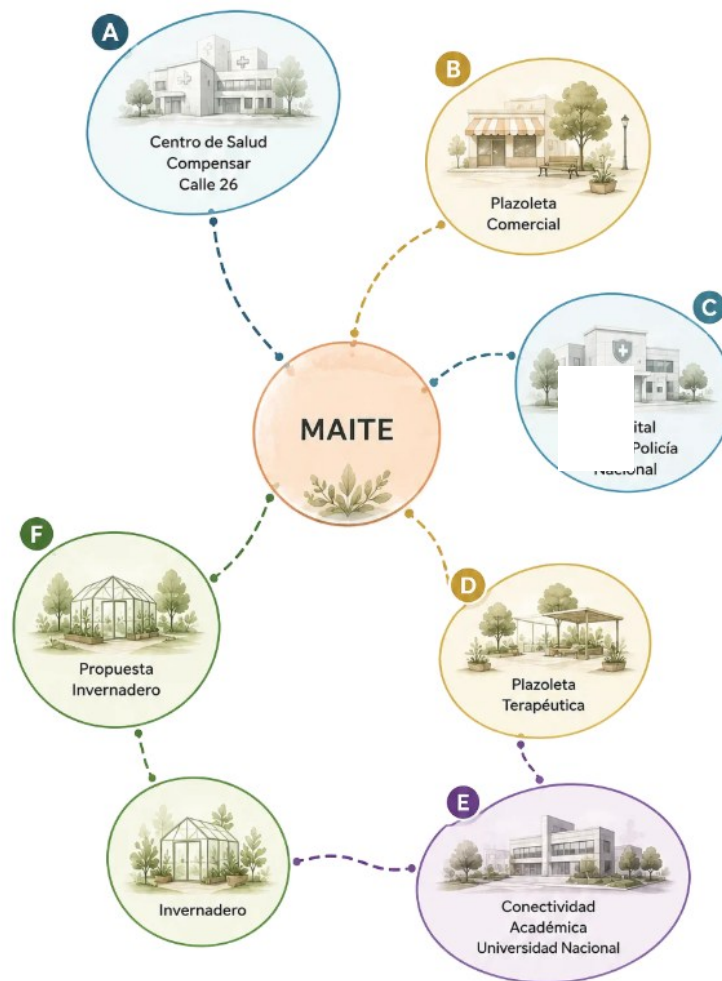 A
Centro de Salud
Compensar
Calle 26
B
Plazoleta
Comercial
C
ital
Policía
Nacional
MAITE
F
Propuesta
Invernadero
D
Plazoleta
Terapéutica
Invernadero
E
Conectividad
Académica
Universidad Nacional